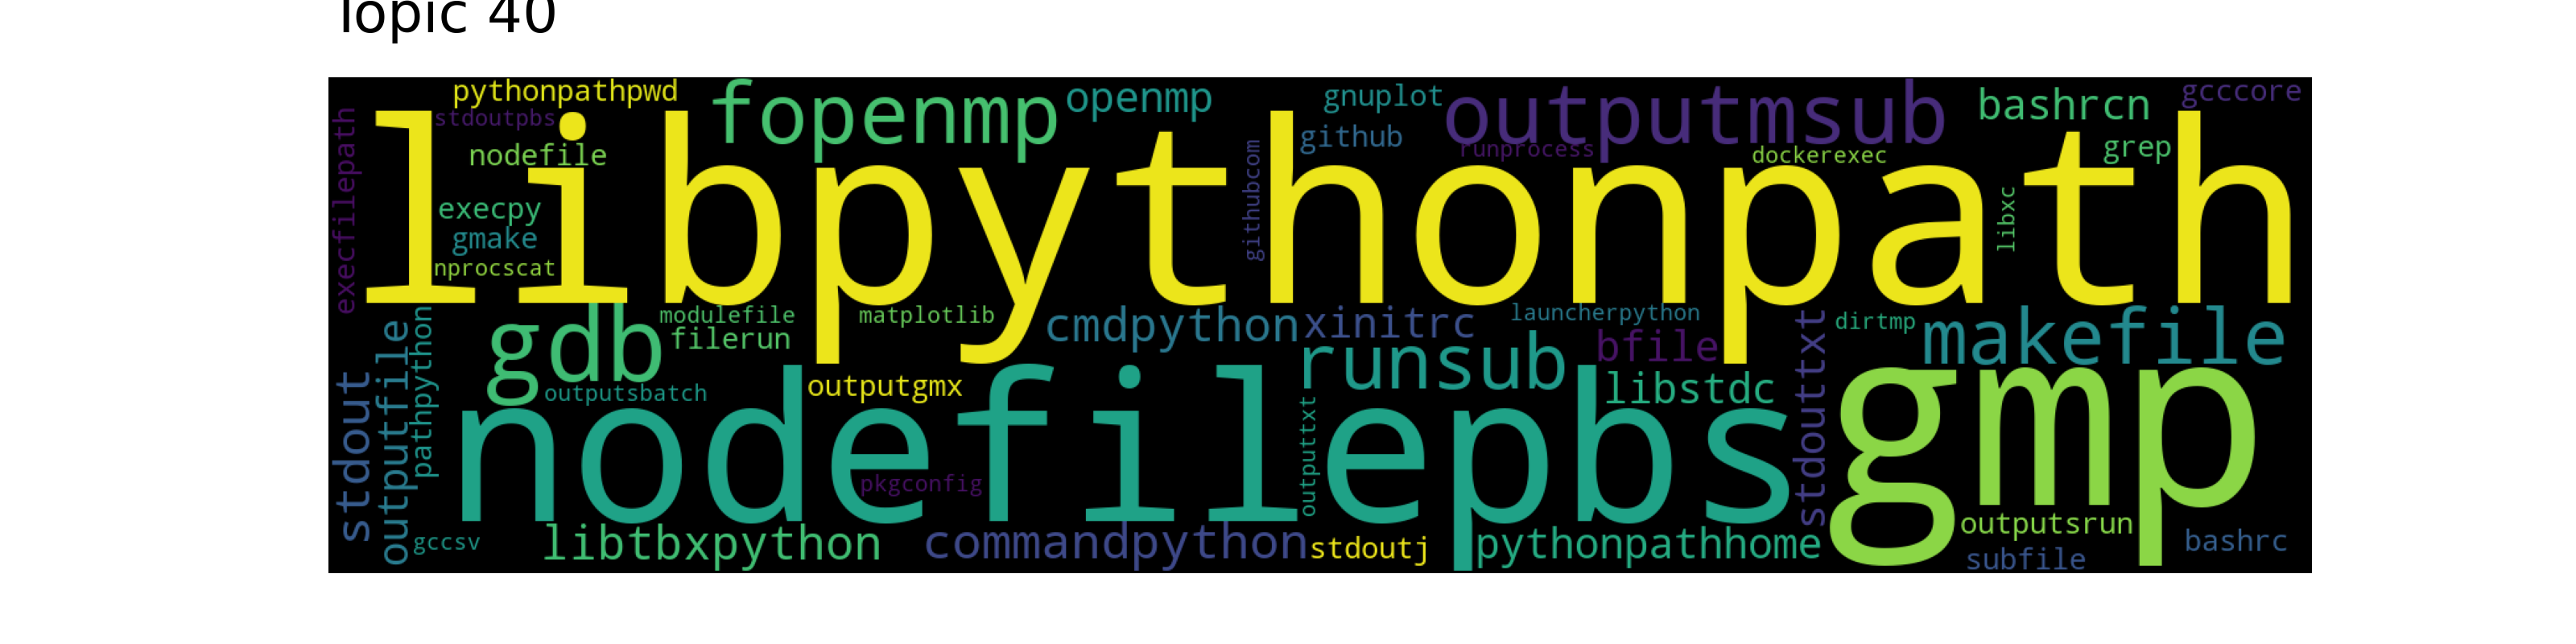 Topic 40
pythonpathpwd
fopenmp
openmp
gnuplot
outputmsub
bashrcn
gcccore
stdoutpbs
github
runprocess
dockerexec
grep
nodefile
execfilepath
libpythonpath
githubcom
libxc
execpy
gmake
nprocscat
modulefile
matplotlib
cmdpython
xinitrc
launcherpython
dirtmp
makefile
gdb
filerun
runsub
bfile
outputfile
pathpython
stdouttxt
outputsbatch
outputgmx
libstdc
stdout
nodefilepbs
outputtxt
gmp
pkgconfig
gccsv
libtbxpython
commandpython
stdoutj
pythonpathhome
outputsrun
bashrc
subfile